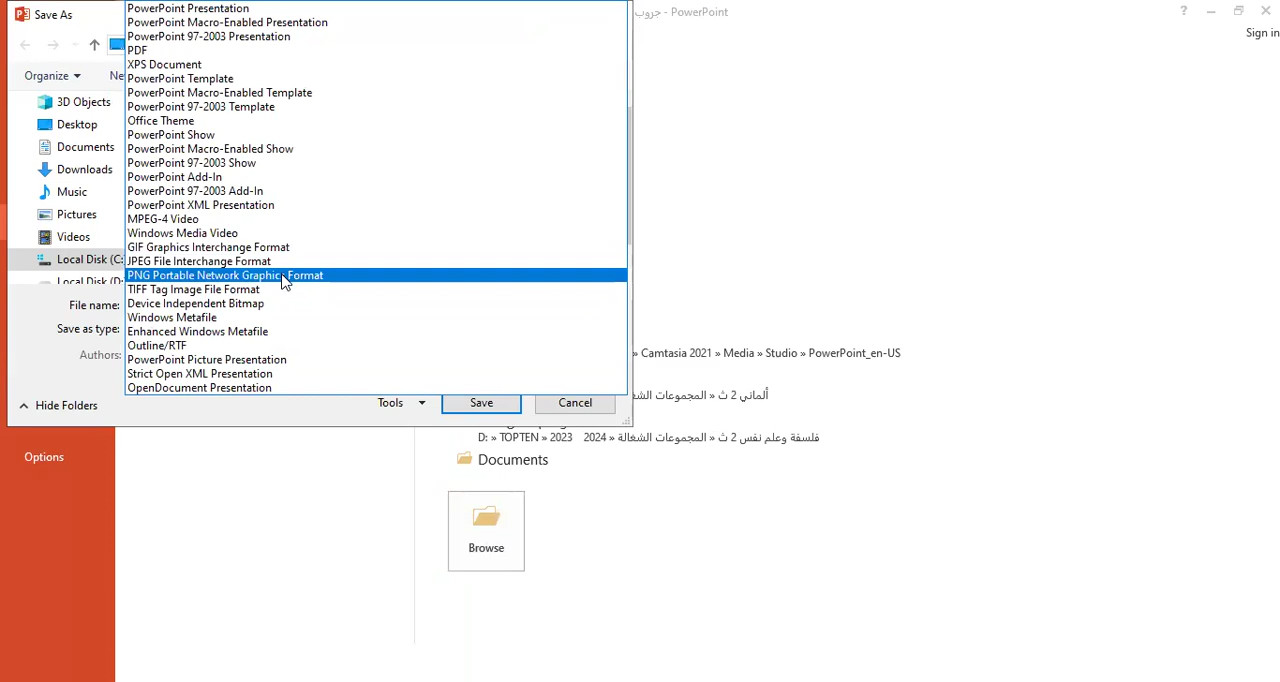 Save As
PowerPoint - جروب
Sign in
Organize
Ne
3D Objects
Desktop
Documents
Downloads
Music
Pictures
Videos
Local Disk (C:
Local Disk (D:
File name:
Save as type:
Authors:
PowerPoint Presentation
PowerPoint Macro-Enabled Presentation
PowerPoint 97-2003 Presentation
PDF
XPS Document
PowerPoint Template
PowerPoint Macro-Enabled Template
PowerPoint 97-2003 Template
Office Theme
PowerPoint Show
PowerPoint Macro-Enabled Show
PowerPoint 97-2003 Show
PowerPoint Add-In
PowerPoint 97-2003 Add-In
PowerPoint XML Presentation
MPEG-4 Video
Windows Media Video
GIF Graphics Interchange Format
JPEG File Interchange Format
PNG Portable Network Graphics Format
TIFF Tag Image File Format
Device Independent Bitmap
Windows Metafile
Enhanced Windows Metafile
Outline/RTF
PowerPoint Picture Presentation
Strict Open XML Presentation
OpenDocument Presentation
Hide Folders
Tools
Save
Cancel
» Camtasia 2021 » Media » Studio » PowerPoint_en-US
ألماني 2 ث » المجموعات
D: » TOPTEN » 2023 2024 » فلسفة وعلم نفس 2 ث » المجموعات الشغالة
Documents
Browse
Options